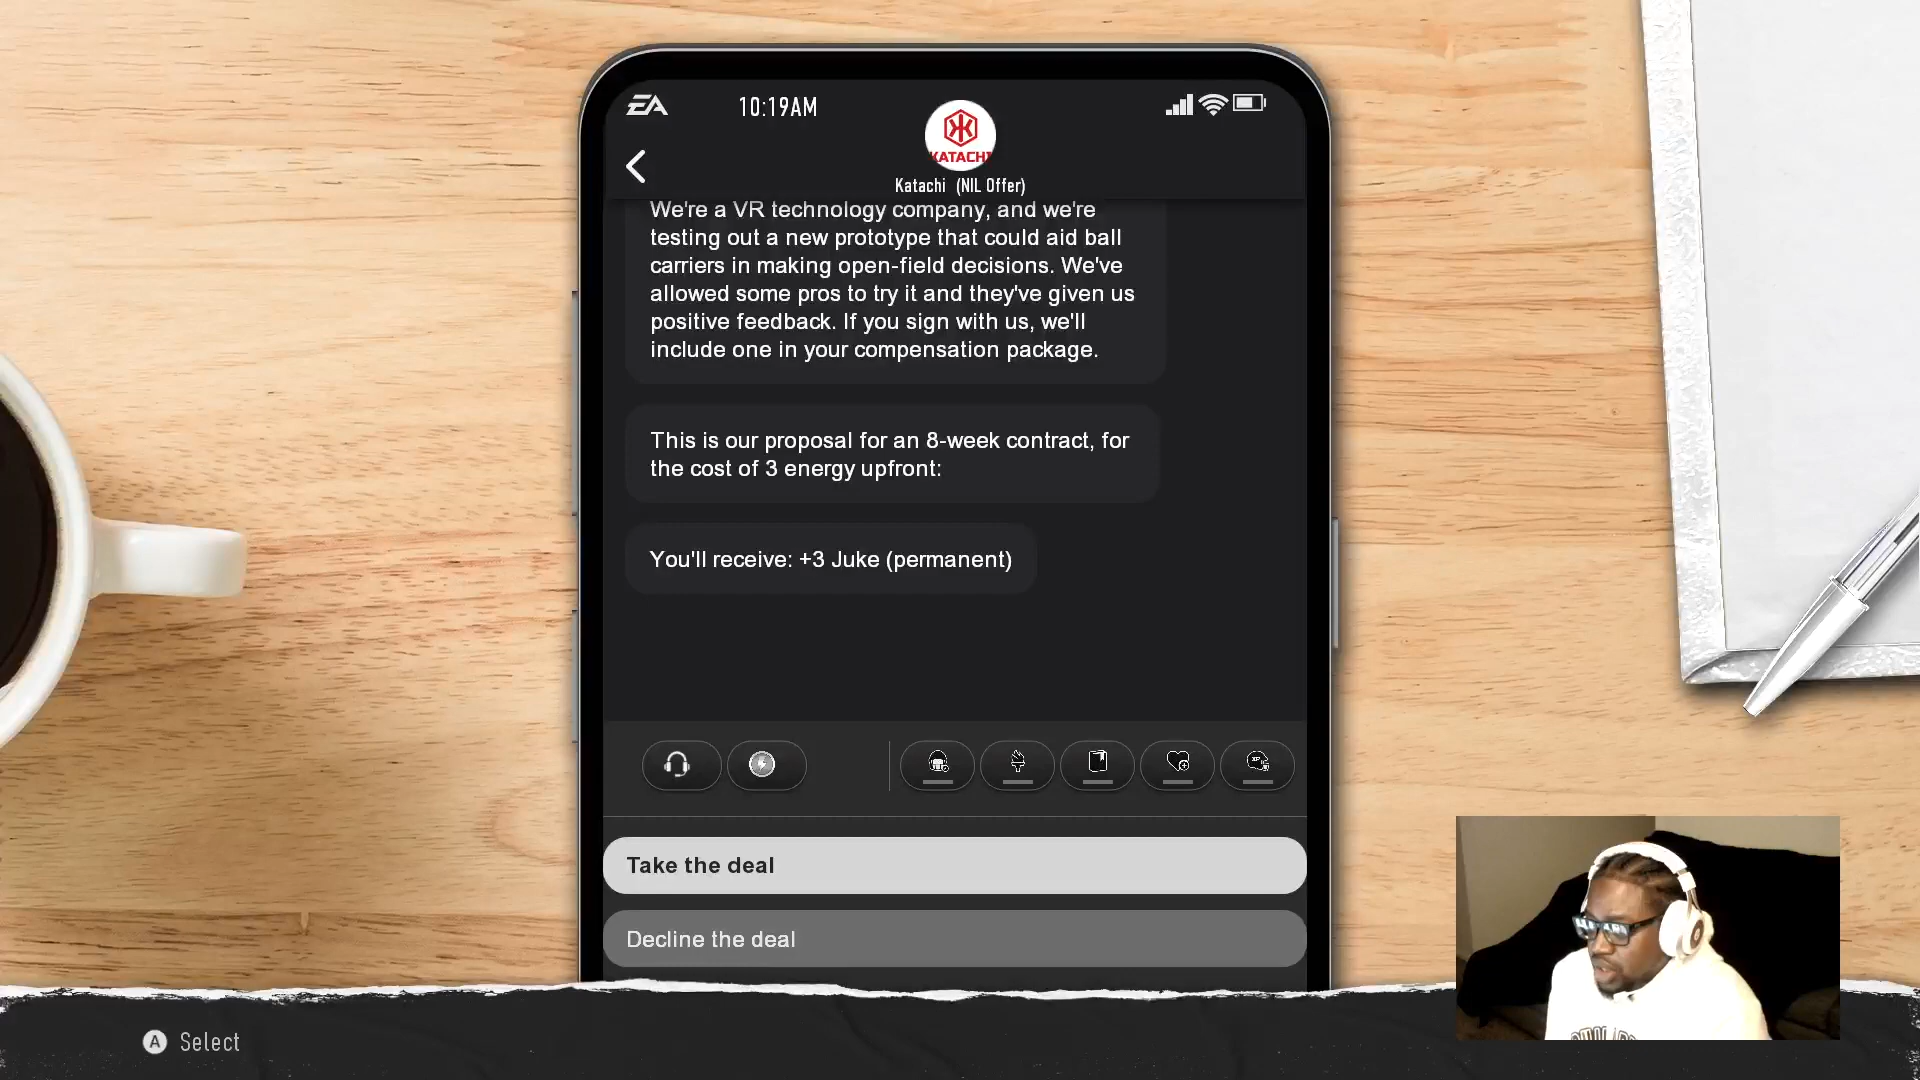 EA
10:19AM
KATACHI
Katachi (NIL Offer)
We're a VR technology company, and we're
testing out a new prototype that could aid ball
carriers in making open-field decisions. We've
allowed some pros to try it and they've given us
positive feedback. If you sign with us, we'll
include one in your compensation package.
This is our proposal for an 8-week contract, for
the cost of 3 energy upfront:
You'll receive: +3 Juke (permanent)
Take the deal
Decline the deal
A Select